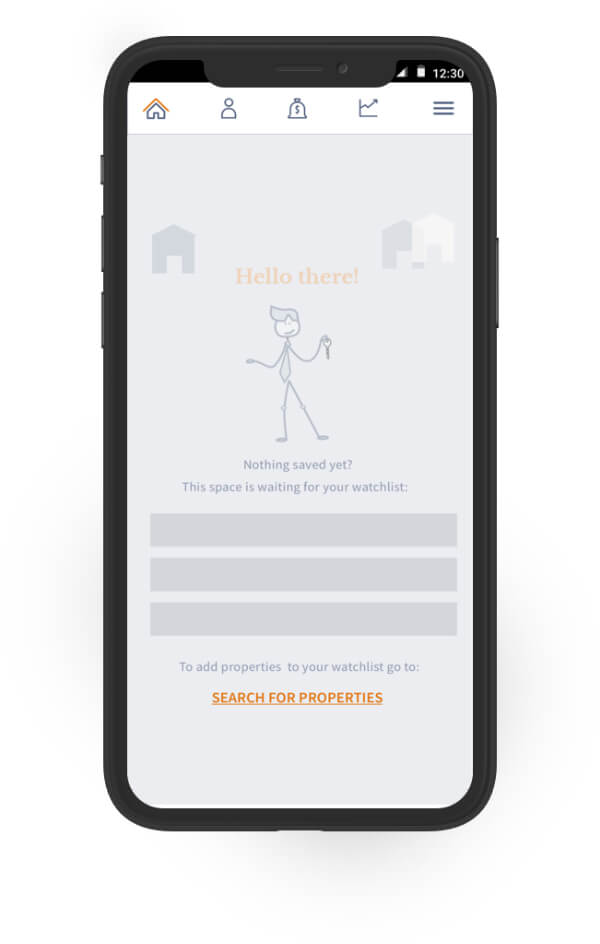 12:30
$
Hello there!
Nothing saved yet?
This space is waiting for your watchlist:
To add properties to your watchlist go to:
SEARCH FOR PROPERTIES